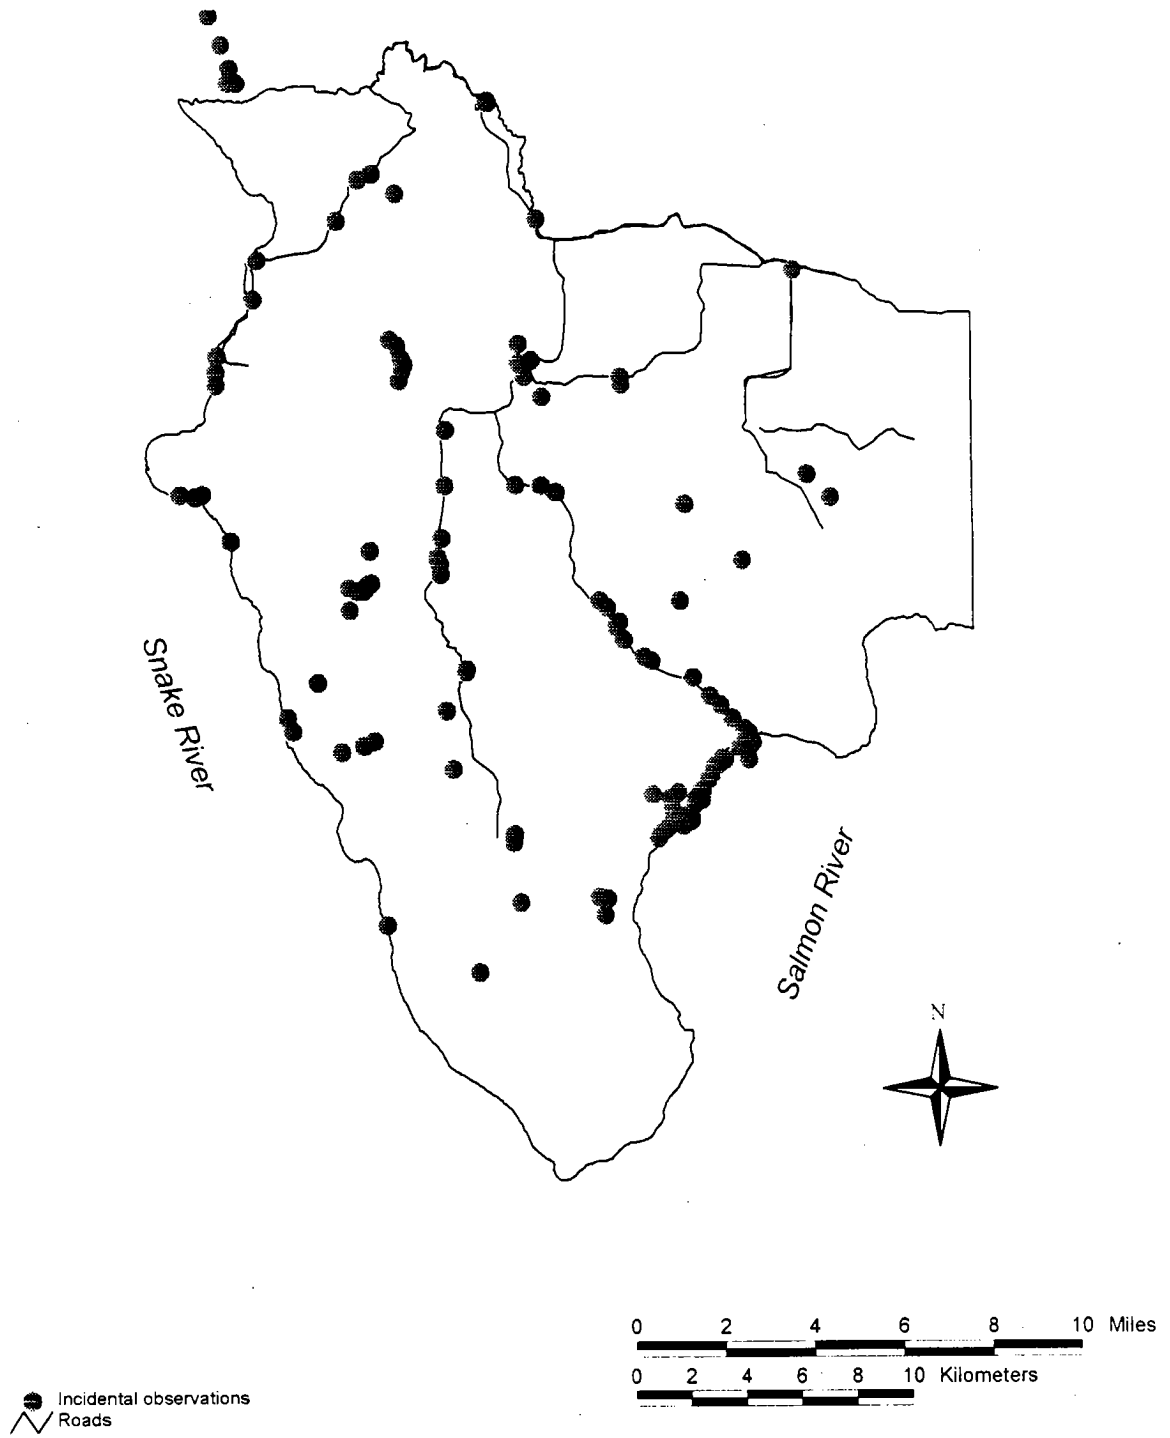 Snake River
Salmon River
N
0 2 4 6 8 10 Miles
0 2 4 6 8 10 Kilometers
Incidental observations
Roads